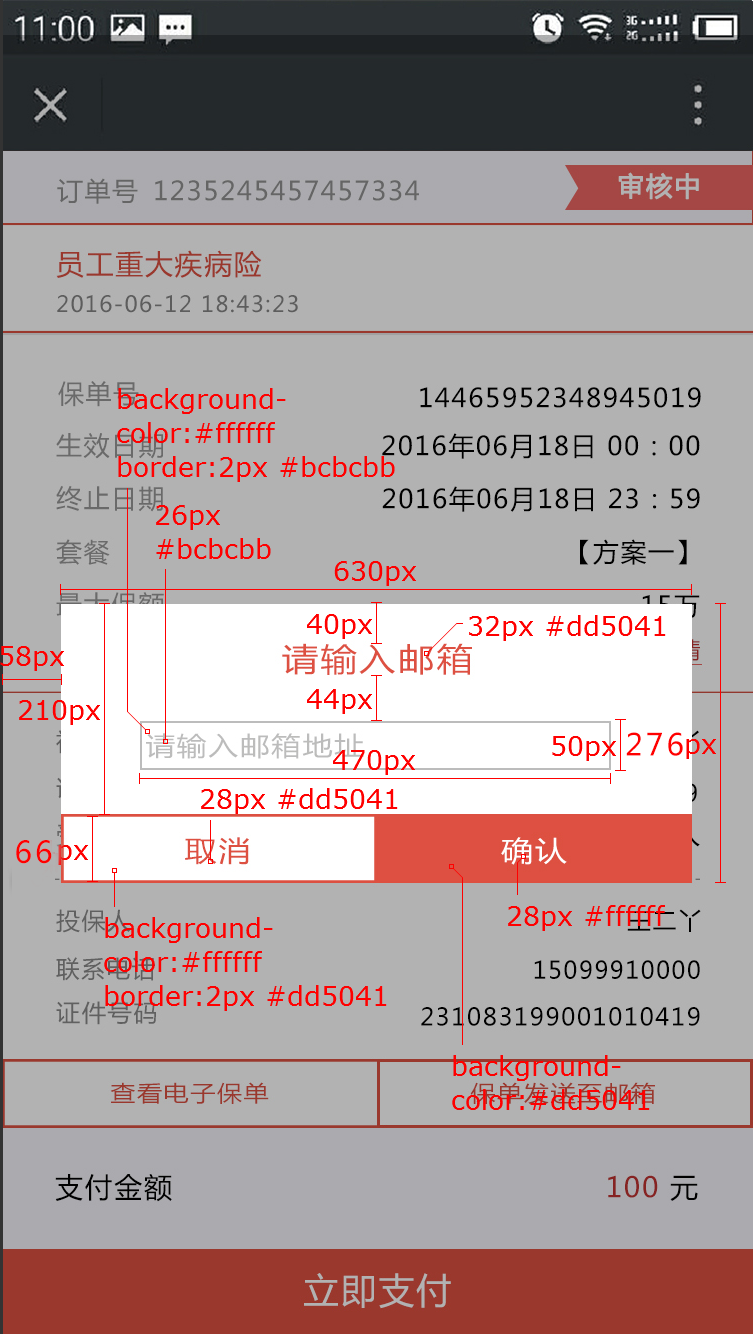 11:00
3G
2G
订单号 1235245457457334
审核中
员工重大疾病险
2016-06-12 18:43:23
保单号
14465952348945019
background-
color:#ffffff
border:2px #bcbcbb
生效日期
2016年06月18日 00：00
终止日期
2016年06月18日 23：59
26px
#bcbcbb
套餐
【方案一】
630px
最大保额
15万
40px
32px #dd5041
请输入邮箱
58px
210px
44px
请输入邮箱地址
50px
276px
470px
28px #dd5041
66px
取消
确认
28px #ffffff
投保人
王二丫
background-
color:#ffffff
border:2px #dd5041
联系电话
15099910000
证件号码
231083199001010419
background-
color:#dd5041
查看电子保单
保单发送至邮箱
支付金额
100 元
立即支付